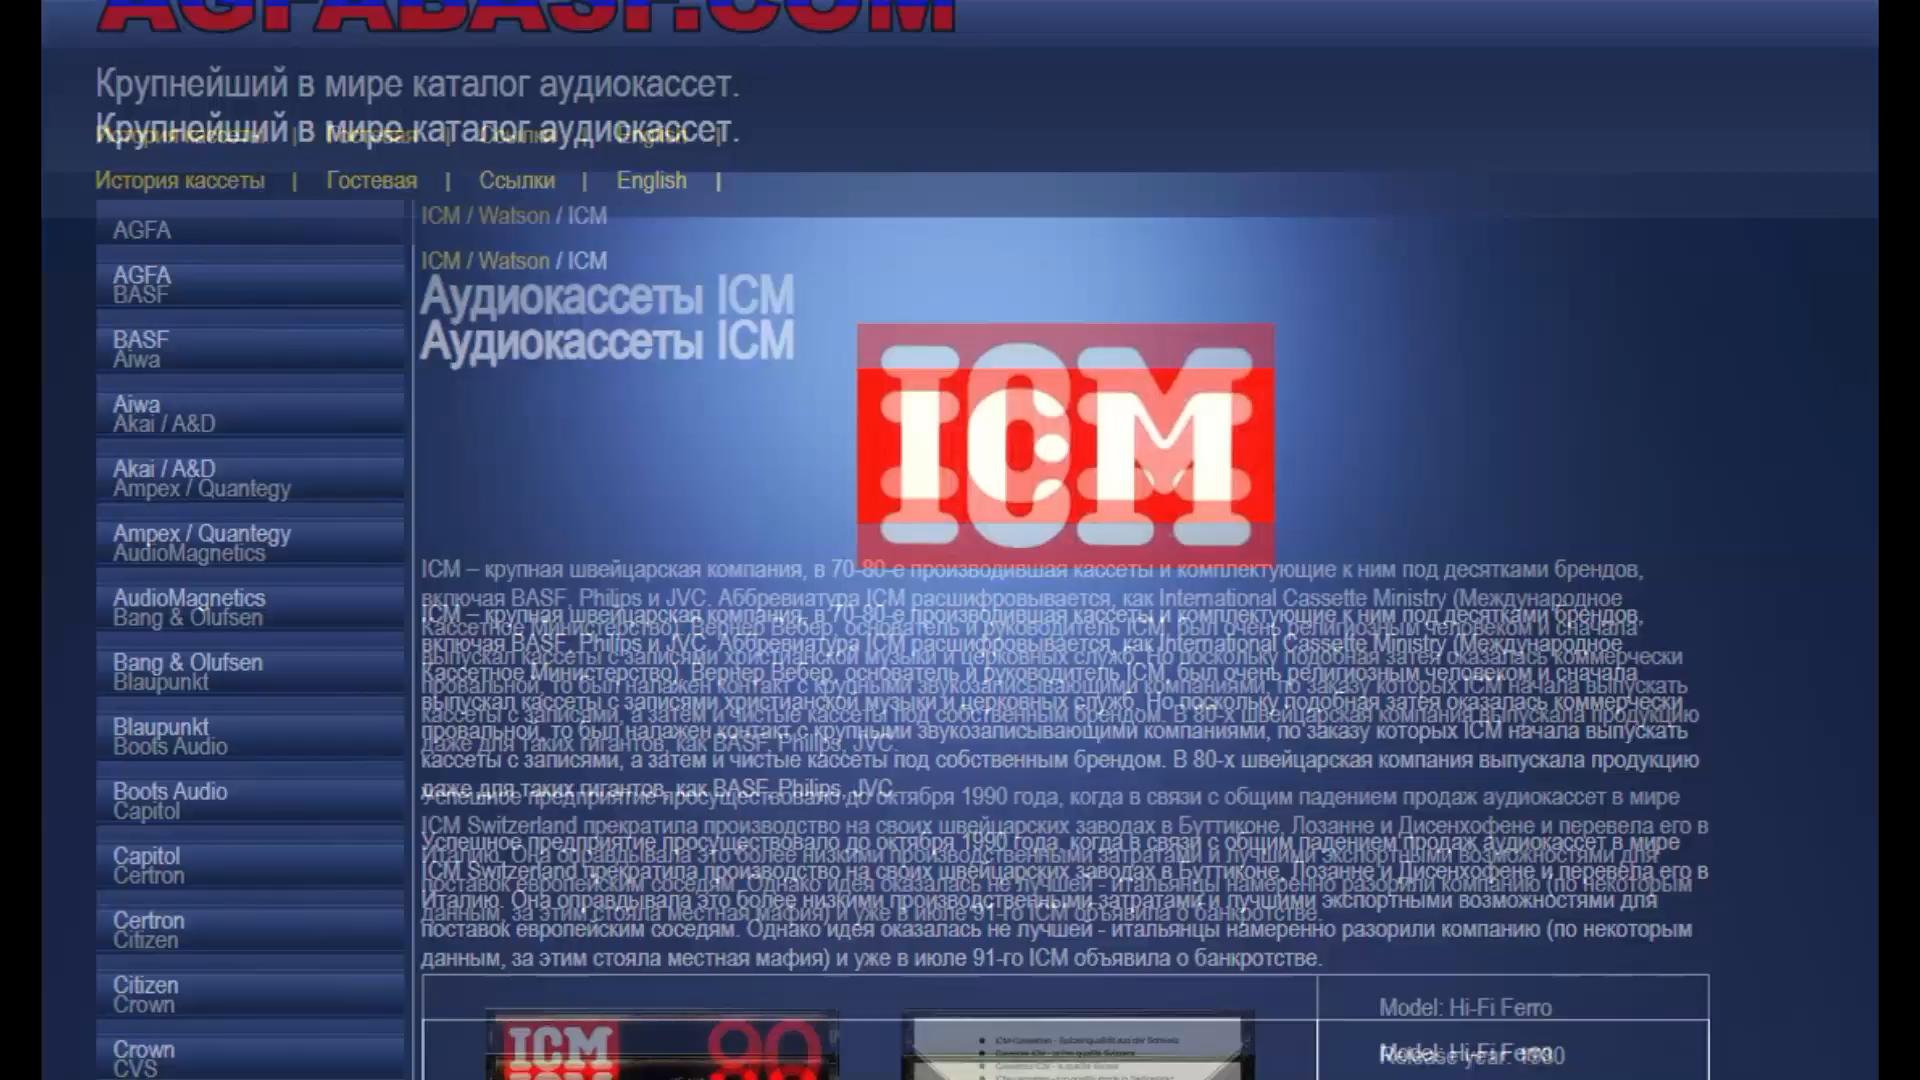 AGFABASF.COM
Крупнейший в мире каталог аудиокассет.
История кассеты | Гостевая | Ссылки | English |
AGFA
BASF
Aiwa
Akai / A&D
Ampex / Quantegy
AudioMagnetics
Bang & Olufsen
Blaupunkt
Boots Audio
Capitol
Certron
Citizen
Crown
CVS
ICM / Watson / ICM
Аудиокассеты ICM
ICM
ICM – крупная швейцарская компания, в 70-80-е производившая кассеты и комплектующие к ним под десятками брендов,
включая BASF, Philips и JVC. Аббревиатура ICM расшифровывается, как International Cassette Ministry (Международное
Кассетное Министерство). Вернер Вебер, основатель и руководитель ICM, был очень религиозным человеком и сначала
выпускал кассеты с записями христианской музыки и церковных служб. Но поскольку подобная затея оказалась коммерчески
провальной, то был налажен контакт с крупными звукозаписывающими компаниями, по заказу которых ICM начала выпускать
кассеты с записями, а затем и чистые кассеты под собственным брендом. В 80-х швейцарская компания выпускала продукцию
даже для таких гигантов, как BASF, Philips, JVC.
Успешное предприятие просуществовало до октября 1990 года, когда в связи с общим падением продаж аудиокассет в мире
ICM Switzerland прекратила производство на своих швейцарских заводах в Буттиконе, Лозанне и Дисенхофене и перевела его в
Италию. Она оправдывала это более низкими производственными затратами и лучшими экспортными возможностями для
поставок европейским соседям. Однако идея оказалась не лучшей - итальянцы намеренно разорили компанию (по некоторым
данным, за этим стояла местная мафия) и уже в июле 91-го ICM объявила о банкротстве.
ICM 90
Model: Hi-Fi Ferro